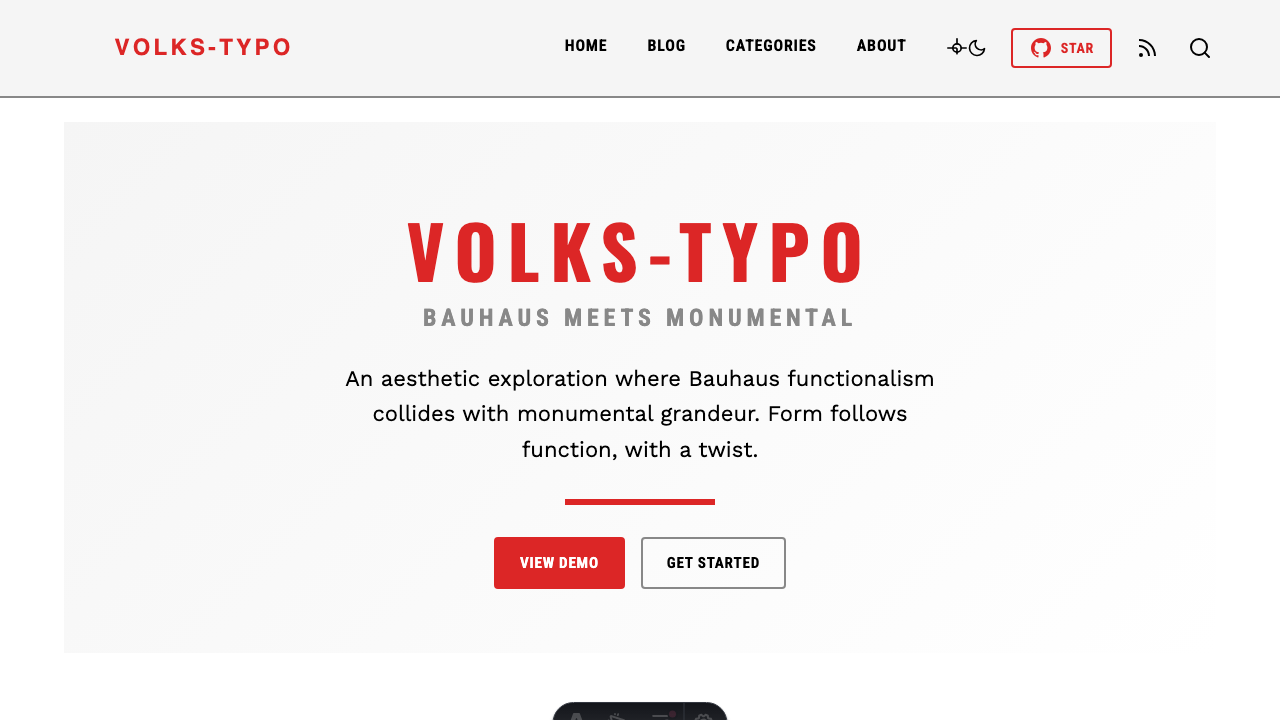 VOLKS-TYPO
HOME
BLOG
CATEGORIES
ABOUT
STAR
VOLKS-TYPO
BAUHAUS MEETS MONUMENTAL
An aesthetic exploration where Bauhaus functionalism
collides with monumental grandeur. Form follows
function, with a twist.
VIEW DEMO
GET STARTED